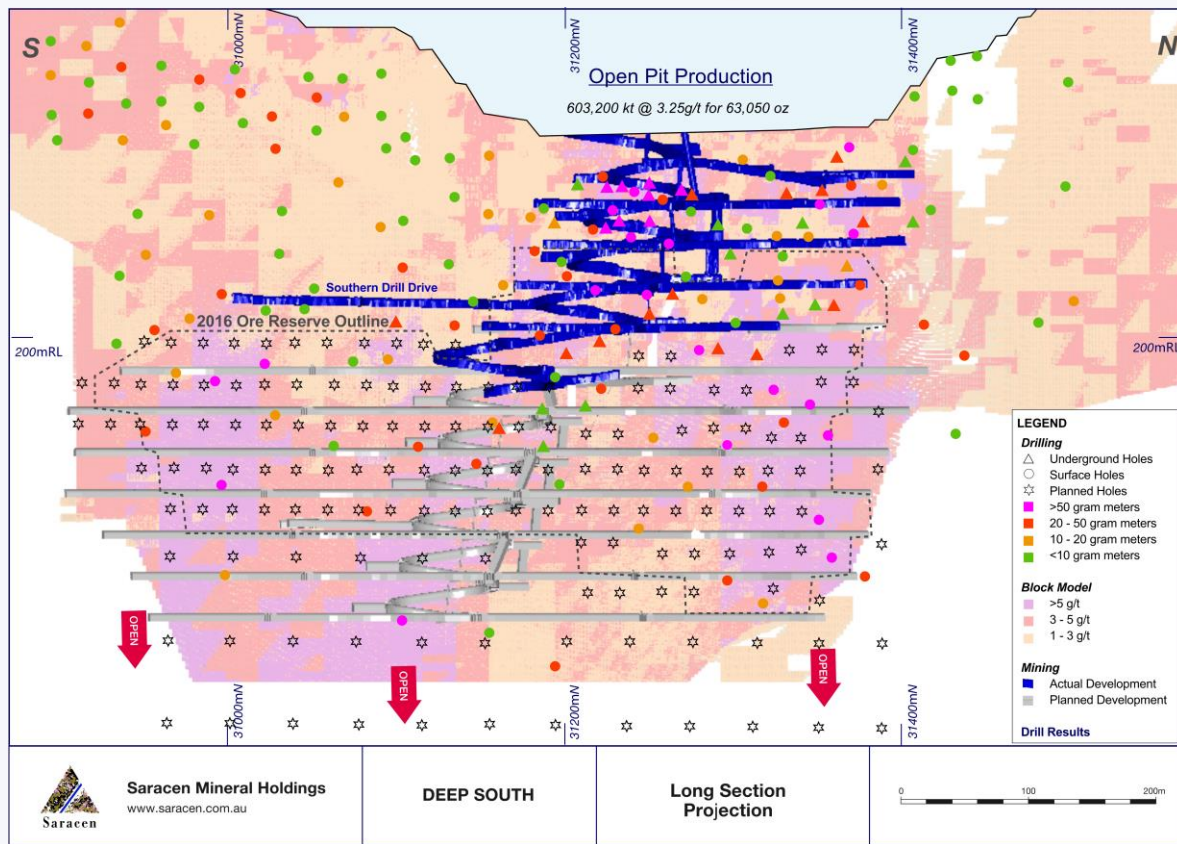 S
31000mN
31200mN
31400mN
N
Open Pit Production
603,200 kt @ 3.25g/t for 63,050 oz
Southern Drill Drive
2016 Ore Reserve Outline
200mRL
200mRL
LEGEND
Drilling
Underground Holes
Surface Holes
Planned Holes
>50 gram meters
20 - 50 gram meters
10 - 20 gram meters
<10 gram meters
Block Model
>5 g/t
3 - 5 g/t
1 - 3 g/t
Mining
Actual Development
Planned Development
Drill Results
OPEN
OPEN
OPEN
31000mN
31200mN
31400mN
Saracen
Saracen Mineral Holdings
www.saracen.com.au
DEEP SOUTH
Long Section
Projection
0
100
200m